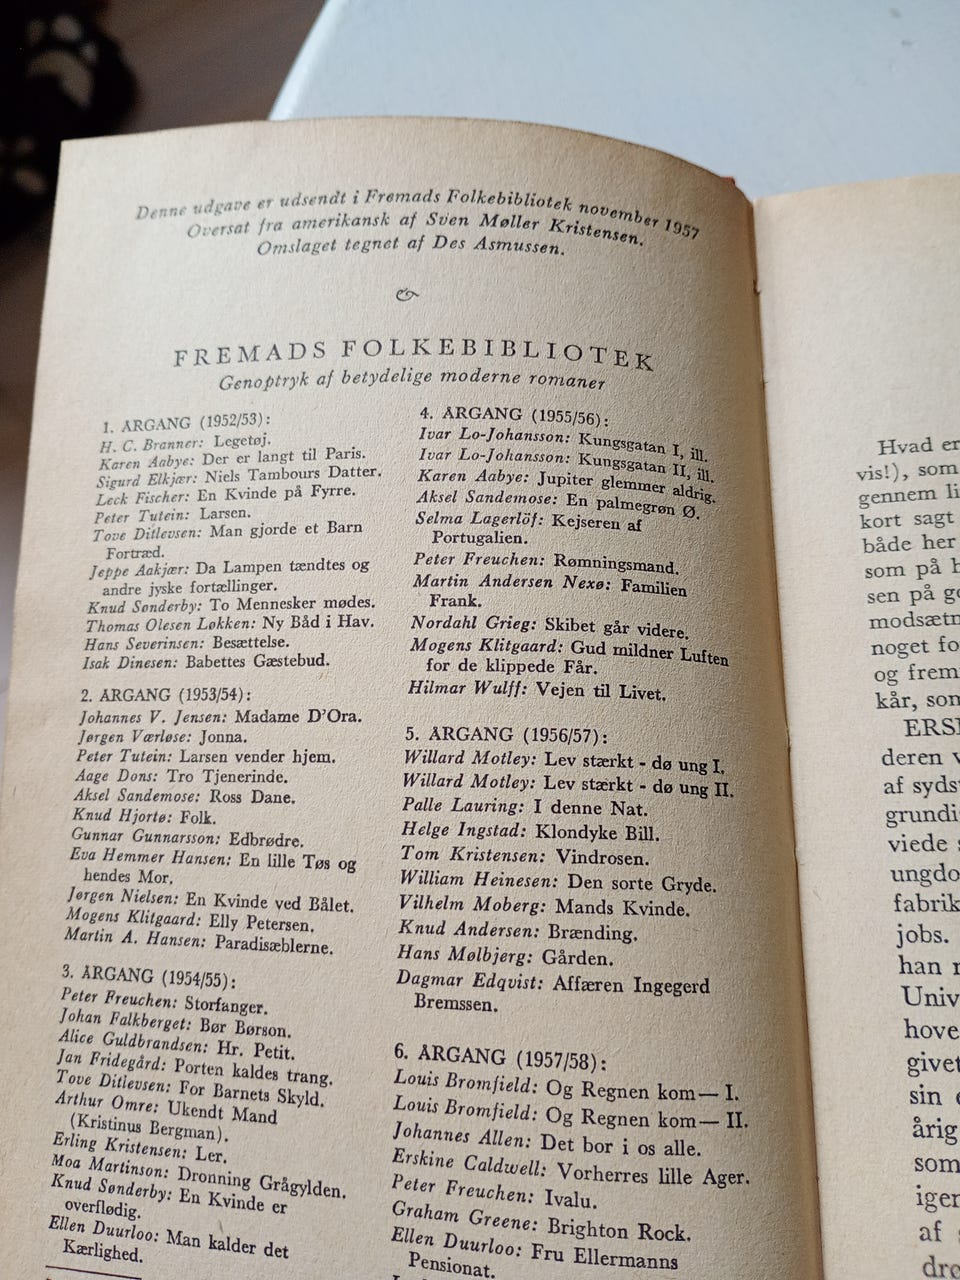 Denne udgave er udsendt i Fremads Folkebibliotek november 1957
Oversat fra amerikansk af Sven Møller Kristensen.
Omslaget tegnet af Des Asmussen.
FREMADS FOLKEBIBLIOTEK
Genoptryk af betydelige moderne romaner
1. ÅRGANG (1952/53):
H. C. Branner: Legetøj.
Karen Aabye: Der er langt til Paris.
Sigurd Elkjær: Niels Tambours Datter.
Leck Fischer: En Kvinde på Fyrre.
Peter Tutein: Larsen.
Tove Ditlevsen: Man gjorde et Barn
Fortræd.
Jeppe Aakjær: Da Lampen tændtes og
andre jyske fortællinger.
Knud Sønderby: To Mennesker mødes.
Thomas Olesen Løkken: Ny Båd i Hav.
Hans Severinsen: Besættelse.
Isak Dinesen: Babettes Gæstebud.
2. ÅRGANG (1953/54):
Johannes V. Jensen: Madame D'Ora.
Jørgen Værløse: Jonna.
Peter Tutein: Larsen vender hjem.
Aage Dons: Tro Tjenerinde.
Aksel Sandemose: Ross Dane.
Knud Hjortø: Folk.
Gunnar Gunnarsson: Edbrødre.
Eva Hemmer Hansen: En lille Tøs og
hendes Mor.
Jørgen Nielsen: En Kvinde ved Bålet.
Mogens Klitgaard: Elly Petersen.
Martin A. Hansen: Paradisæblerne.
3. ÅRGANG (1954/55):
Peter Freuchen: Storfanger.
Johan Falkberget: Bør Børson.
Alice Guldbrandsen: Hr. Petit.
Jan Fridegård: Porten kaldes trang.
Tove Ditlevsen: For Barnets Skyld.
Arthur Omre: Ukendt Mand
(Kristinus Bergman).
Erling Kristensen: Ler.
Moa Martinson: Dronning Grågylden.
Knud Sønderby: En Kvinde er
overflødig.
Ellen Duurloo: Man kalder det
Kærlighed.
4. ÅRGANG (1955/56):
Ivar Lo-Johansson: Kungsgatan I, ill.
Ivar Lo-Johansson: Kungsgatan II, ill.
Karen Aabye: Jupiter glemmer aldrig.
Aksel Sandemose: En palmegrøn Ø.
Selma Lagerlöf: Kejseren af
Portugalien.
Peter Freuchen: Rømningsmand.
Martin Andersen Nexø: Familien
Frank.
Nordahl Grieg: Skibet går videre.
Mogens Klitgaard: Gud mildner Luften
for de klippede Får.
Hilmar Wulff: Vejen til Livet.
5. ÅRGANG (1956/57):
Willard Motley: Lev stærkt - dø ung I.
Willard Motley: Lev stærkt - dø ung II.
Palle Lauring: I denne Nat.
Helge Ingstad: Klondyke Bill.
Tom Kristensen: Vindrosen.
William Heinesen: Den sorte Gryde.
Vilhelm Moberg: Mands Kvinde.
Knud Andersen: Brænding.
Hans Mølbjerg: Gården.
Dagmar Edqvist: Affæren Ingegerd
Bremssen.
6. ÅRGANG (1957/58):
Louis Bromfield: Og Regnen kom— I.
Louis Bromfield: Og Regnen kom— II.
Johannes Allen: Det bor i os alle.
Erskine Caldwell: Vorherres lille Ager.
Peter Freuchen: Ivalu.
Graham Greene: Brighton Rock.
Ellen Duurloo: Fru Ellermanns
Pensionat.
Hvad er
vis!), som
gennem li
kort sagt
både her
som på h
sen på g
modsætn
noget fo
og frem
kår, som
ERS
deren v
af syds
grundi
viede
ungdo
fabrik
jobs.
han
Univ
hove
givet
sin
årig
som
igen
af